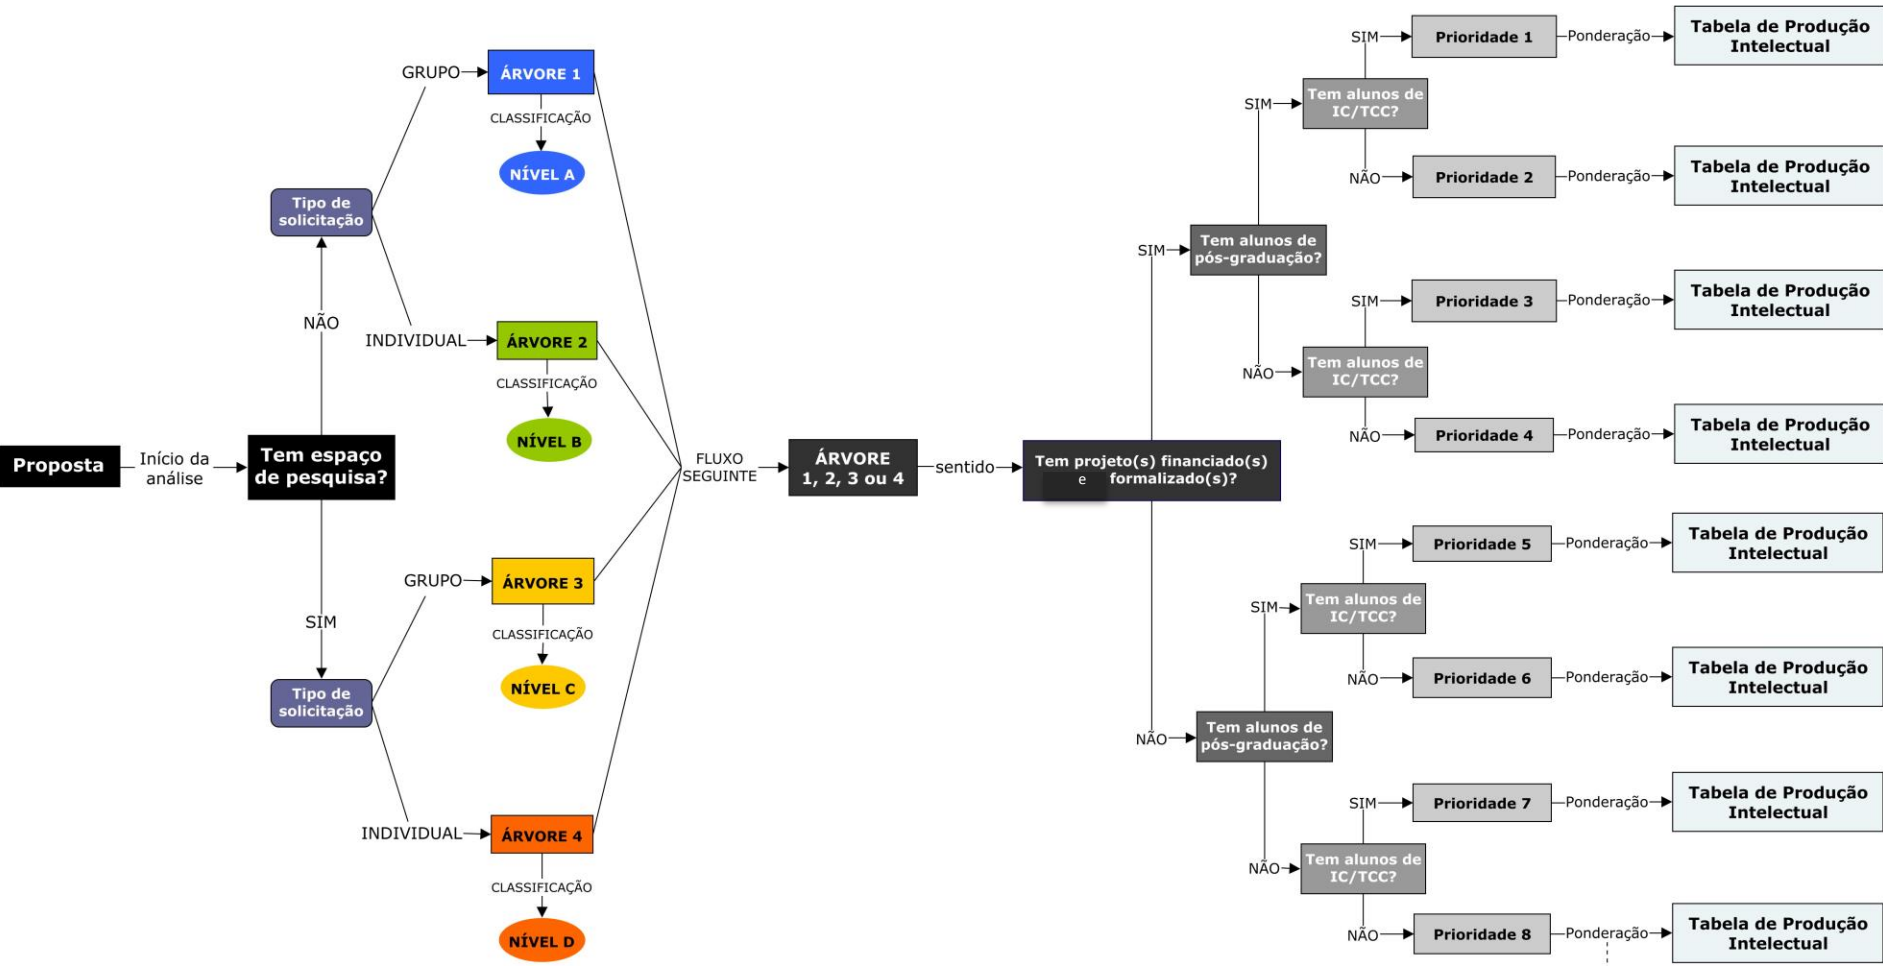 Proposta
Início da
análise
Tem espaço
de pesquisa?
NÃO
Tipo de
solicitação
GRUPO
ÁRVORE 1
CLASSIFICAÇÃO
NÍVEL A
INDIVIDUAL
ÁRVORE 2
CLASSIFICAÇÃO
NÍVEL B
SIM
Tipo de
solicitação
GRUPO
ÁRVORE 3
CLASSIFICAÇÃO
NÍVEL C
INDIVIDUAL
ÁRVORE 4
CLASSIFICAÇÃO
NÍVEL D
FLUXO
SEGUINTE
ÁRVORE
1, 2, 3 ou 4
sentido
Tem projeto(s) financiado(s)
e formalizado(s)?
SIM
Tem alunos de
pós-graduação?
SIM
Tem alunos de
IC/TCC?
SIM
Prioridade 1
Ponderação
Tabela de Produção
Intelectual
NÃO
Prioridade 2
Ponderação
Tabela de Produção
Intelectual
NÃO
Tem alunos de
IC/TCC?
SIM
Prioridade 3
Ponderação
Tabela de Produção
Intelectual
NÃO
Prioridade 4
Ponderação
Tabela de Produção
Intelectual
NÃO
Tem alunos de
pós-graduação?
SIM
Tem alunos de
IC/TCC?
SIM
Prioridade 5
Ponderação
Tabela de Produção
Intelectual
NÃO
Prioridade 6
Ponderação
Tabela de Produção
Intelectual
NÃO
Tem alunos de
IC/TCC?
SIM
Prioridade 7
Ponderação
Tabela de Produção
Intelectual
NÃO
Prioridade 8
Ponderação
Tabela de Produção
Intelectual